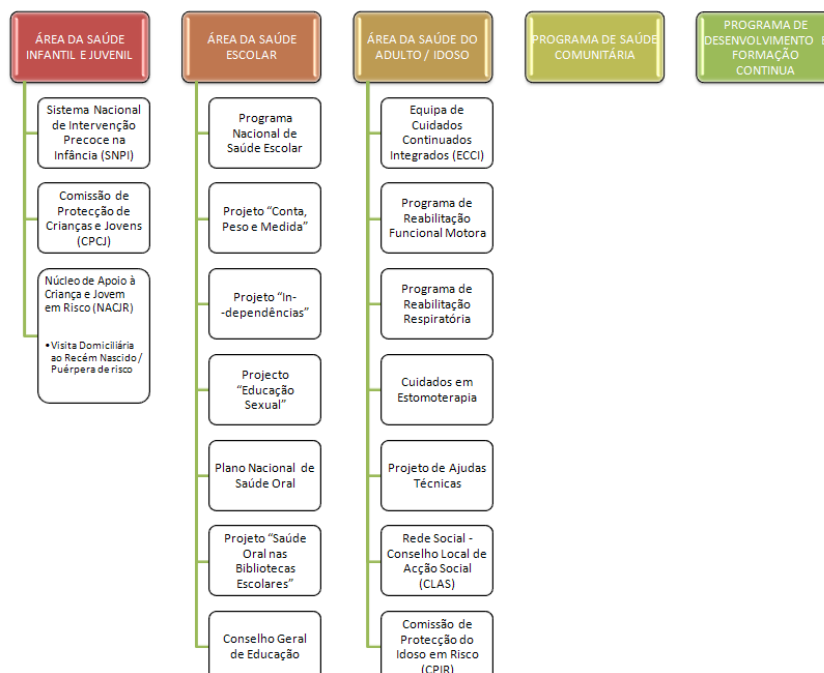 ÁREA DA SAÚDE
INFANTIL E JUVENIL
Sistema Nacional
de Intervenção
Precoce na
Infância (SNPI)
Comissão de
Protecção de
Crianças e Jovens
(CPCJ)
Núcleo de Apoio à
Criança e Jovem
em Risco (NACJR)
•Visita Domiciliária
ao Recém Nascido /
Puérpera de risco
ÁREA DA SAÚDE
ESCOLAR
Programa
Nacional de
Saúde Escolar
Projeto “Conta,
Peso e Medida”
Projeto “In-
-dependências”
Projecto
“Educação
Sexual”
Plano Nacional de
Saúde Oral
Projeto “Saúde
Oral nas
Bibliotecas
Escolares”
Conselho Geral
de Educação
ÁREA DA SAÚDE DO
ADULTO / IDOSO
Equipa de
Cuidados
Continuados
Integrados (ECCI)
Programa de
Reabilitação
Funcional Motora
Programa de
Reabilitação
Respiratória
Cuidados em
Estomoterapia
Projeto de Ajudas
Técnicas
Rede Social -
Conselho Local de
Acção Social
(CLAS)
Comissão de
Protecção do
Idoso em Risco
(CPIR)
PROGRAMA DE SAÚDE
COMUNITÁRIA
PROGRAMA DE
DESENVOLVIMENTO E
FORMAÇÃO
CONTINUA